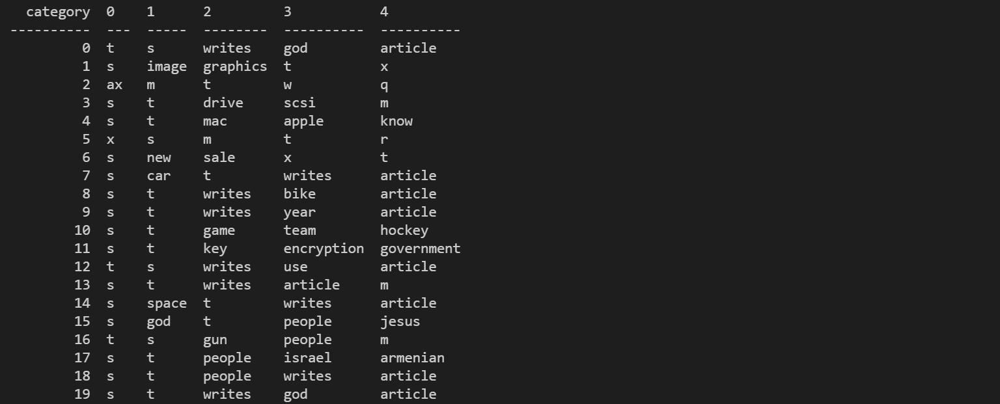 category  0    1      2         3           4
----------  ---  -----  --------  ----------  ----------
0  t    s      writes    god         article
1  s    image  graphics  t           x
2  ax   m      t         w           q
3  s    t      drive     scsi        m
4  s    t      mac       apple       know
5  x    s      m         t           r
6  s    new    sale      x           t
7  s    car    t         writes      article
8  s    t      writes    bike        article
9  s    t      writes    year        article
10  s    t      game      team        hockey
11  s    t      key       encryption  government
12  t    s      writes    use         article
13  s    t      writes    article     m
14  s    space  t         writes      article
15  s    god    t         people      jesus
16  t    s      gun       people      m
17  s    t      people    israel      armenian
18  s    t      people    writes      article
19  s    t      writes    god         article